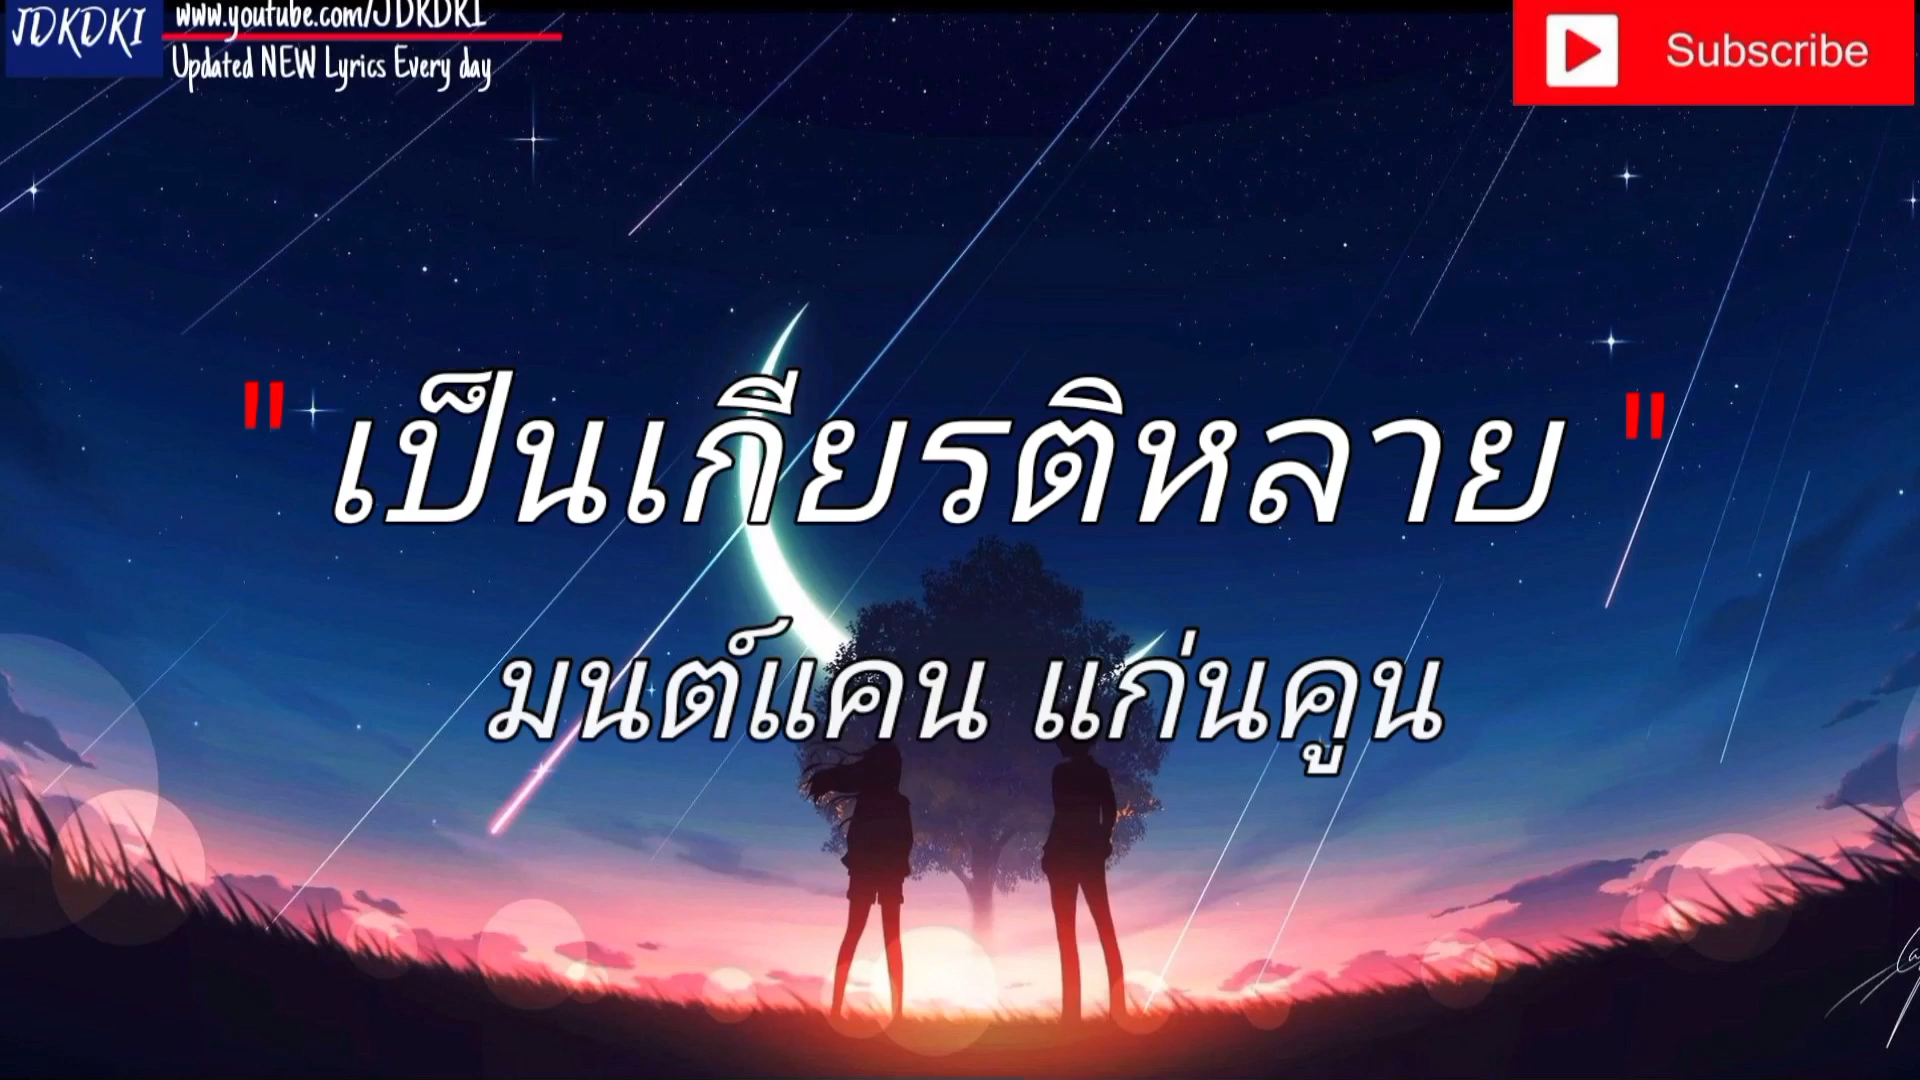 JDKDKI
www.youtube.com/JDKDKI
Updated NEW Lyrics Every day
Subscribe
" เป็นเกียรติหลาย "
มนต์แคน แก่นคูน